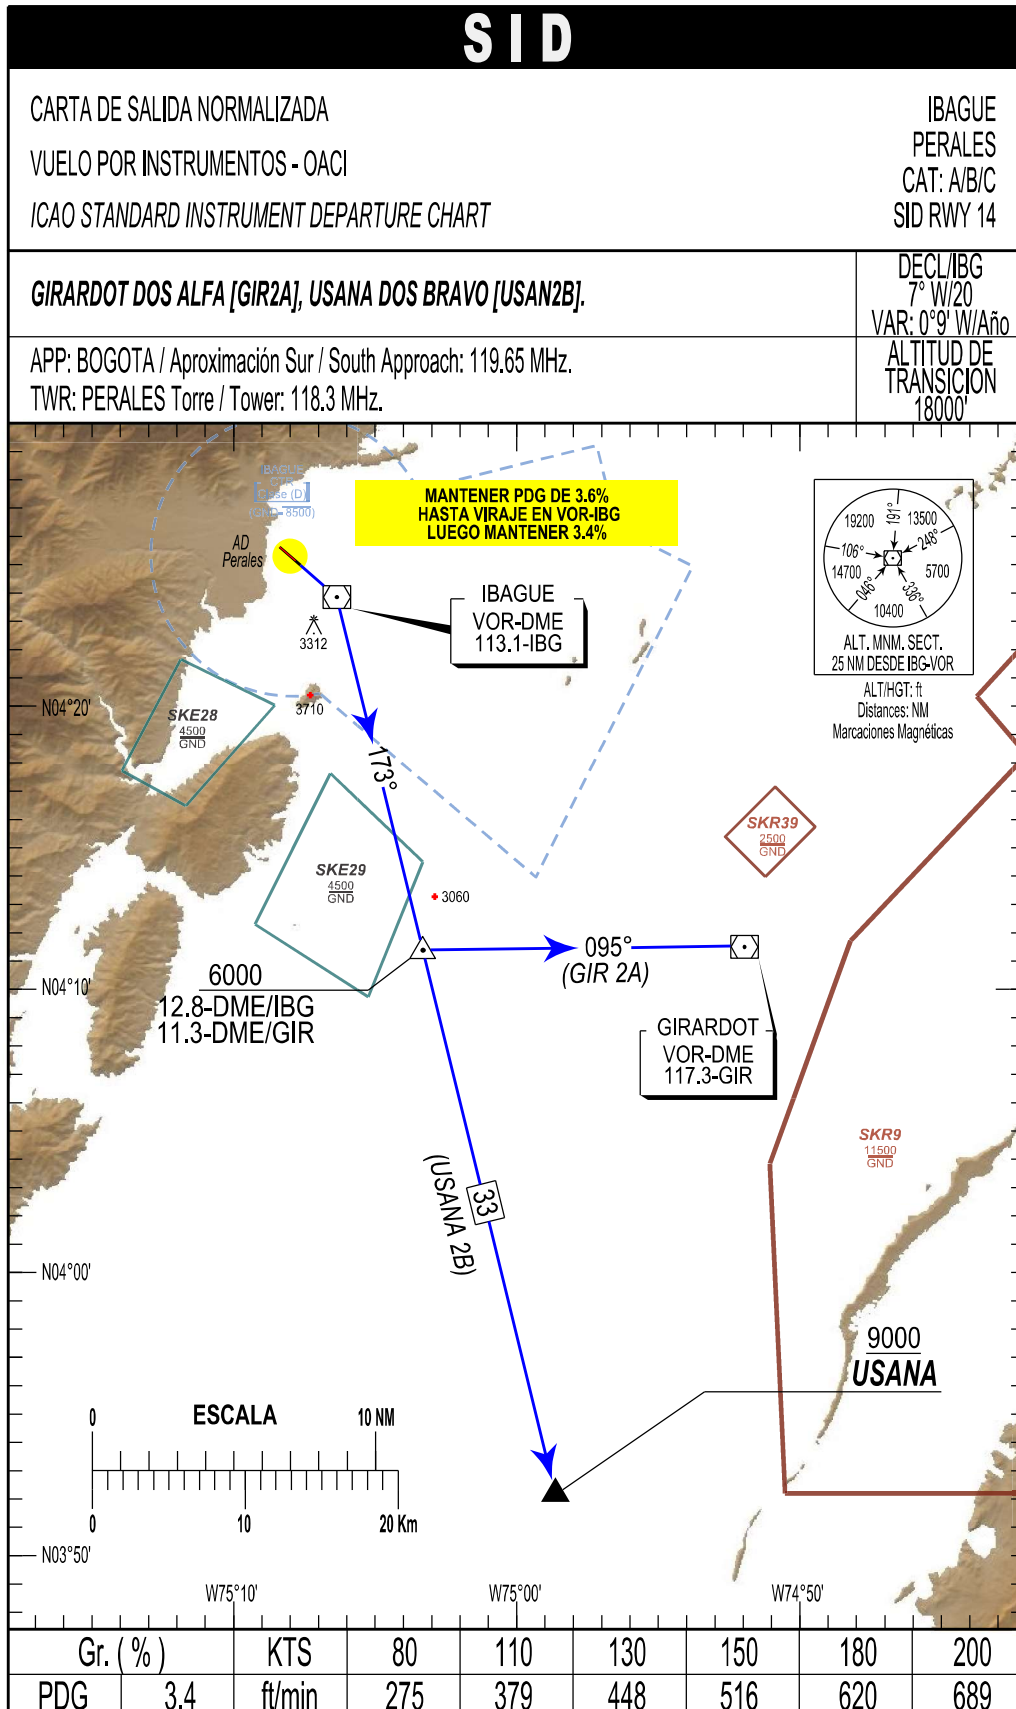 SID
CARTA DE SALIDA NORMALIZADA
VUELO POR INSTRUMENTOS - OACI
ICAO STANDARD INSTRUMENT DEPARTURE CHART
IBAGUE
PERALES
CAT: A/B/C
SID RWY 14
GIRARDOT DOS ALFA [GIR2A], USANA DOS BRAVO [USAN2B].
DECL/IBG
7° W/20
VAR: 0°9' W/Año
APP: BOGOTA / Aproximación Sur / South Approach: 119.65 MHz.
TWR: PERALES Torre / Tower: 118.3 MHz.
ALTITUD DE
TRANSICION
18000'
IBAGUE
CTR
Clase (D)
(GND- 8500)
MANTENER PDG DE 3.6%
HASTA VIRAJE EN VOR-IBG
LUEGO MANTENER 3.4%
AD
Perales
IBAGUE
VOR-DME
113.1-IBG
3312
3710
19200
191°
13500
248°
106°
14700
5700
046°
336°
10400
ALT. MNM. SECT.
25 NM DESDE IBG-VOR
ALT/HGT: ft
Distances: NM
Marcaciones Magnéticas
N04°20'
SKE28
4500
GND
173°
SKR39
2500
GND
SKE29
4500
GND
3060
095°
(GIR 2A)
6000
12.8-DME/IBG
11.3-DME/GIR
N04°10'
GIRARDOT
VOR-DME
117.3-GIR
SKR9
11500
GND
33
(USANA 2B)
N04°00'
9000
USANA
0
ESCALA
10 NM
0
10
20 Km
N03°50'
W75°10'
W75°00'
W74°50'
Gr. ( % ) KTS 80 110 130 150 180 200
PDG 3.4 ft/min 275 379 448 516 620 689